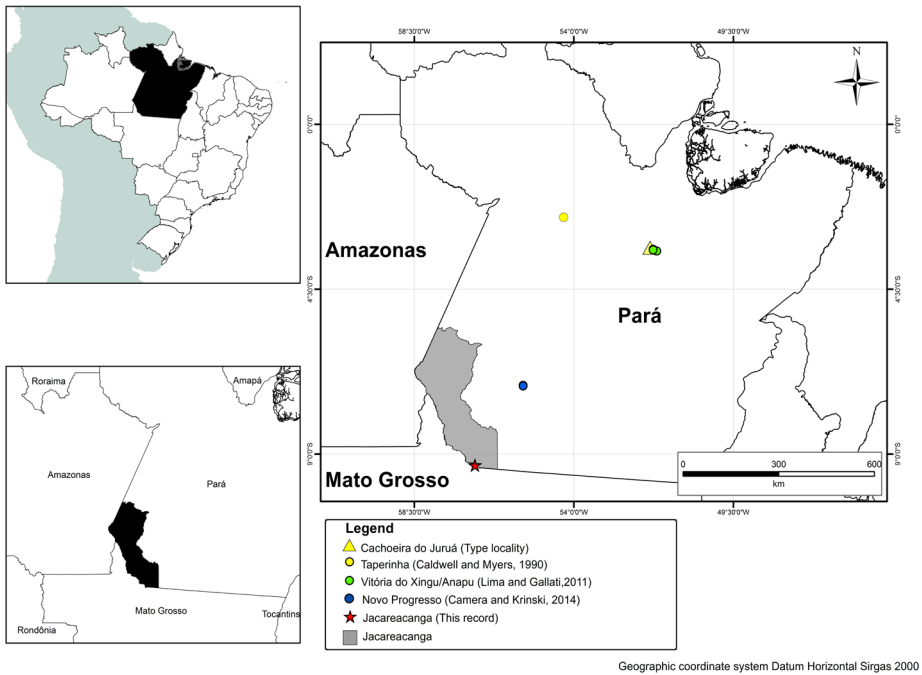 58°30'0"W
54°0'0"W
49°30'0"W
N
0°0'0"
0°0'0"
Amazonas
4°30'0"S
4°30'0"S
Pará
9°0'0"S
9°0'0"S
Mato Grosso
0 300 600
km
58°30'0"W
54°0'0"W
49°30'0"W
Roraima
Amapá
Amazonas
Pará
Mato Grosso
Tocantins
Rondônia
Legend
Cachoeira do Juruá (Type locality)
Taperinha (Caldwell and Myers, 1990)
Vitória do Xingu/Anapu (Lima and Gallati,2011)
Novo Progresso (Camera and Krinski, 2014)
Jacareacanga (This record)
Jacareacanga
Geographic coordinate system Datum Horizontal Sirgas 2000